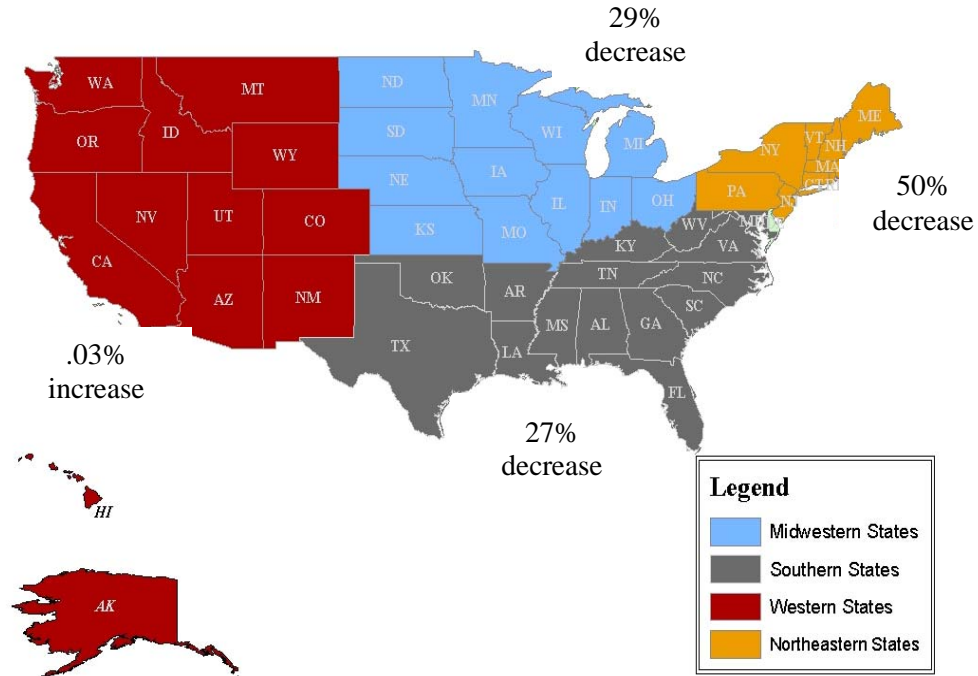 29%
decrease
WA
MT
ND
MN
ME
OR
ID
SD
WI
VT
NH
WY
MI
NY
MA
NE
IA
PA
CT
RI
50%
decrease
NV
UT
CO
IL
IN
OH
NJ
KS
MO
WV
CA
KY
VA
OK
TN
NC
AZ
NM
AR
SC
MS
AL
GA
TX
LA
.03%
increase
FL
27%
decrease
HI
AK
Legend
Midwestern States
Southern States
Western States
Northeastern States